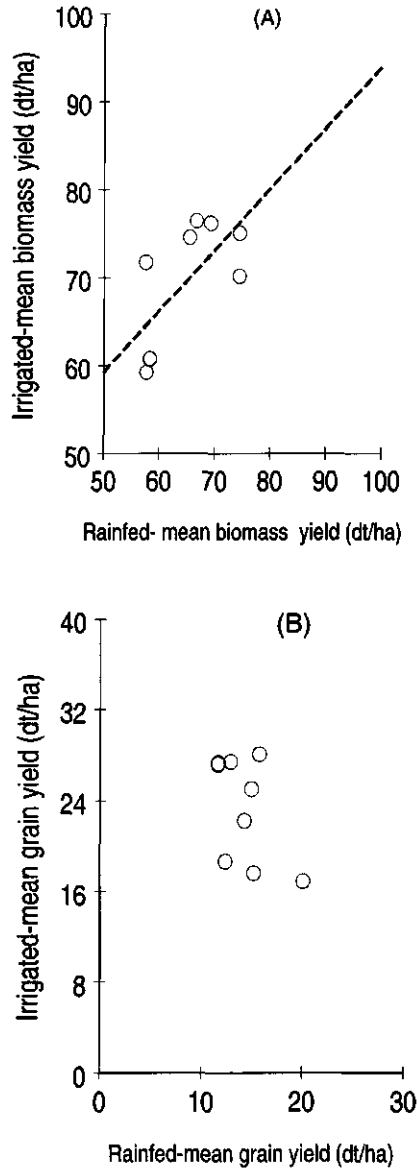 (A)
Irrigated-mean biomass yield (dt/ha)
100
90
80
70
60
50
50 60 70 80 90 100
Rainfed- mean biomass yield (dt/ha)
(B)
Irrigated-mean grain yield (dt/ha)
40
32
24
16
8
0
0 10 20 30
Rainfed-mean grain yield (dt/ha)